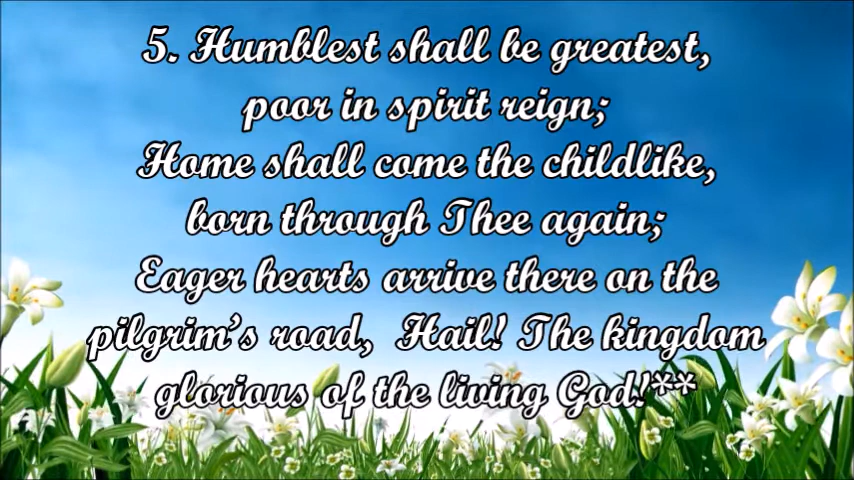 5. Humblest shall be greatest,
poor in spirit reign;
Home shall come the childlike,
born through Thee again;
Eager hearts arrive there on the
pilgrim's road,  Hail! The kingdom
glorious of the living God!**